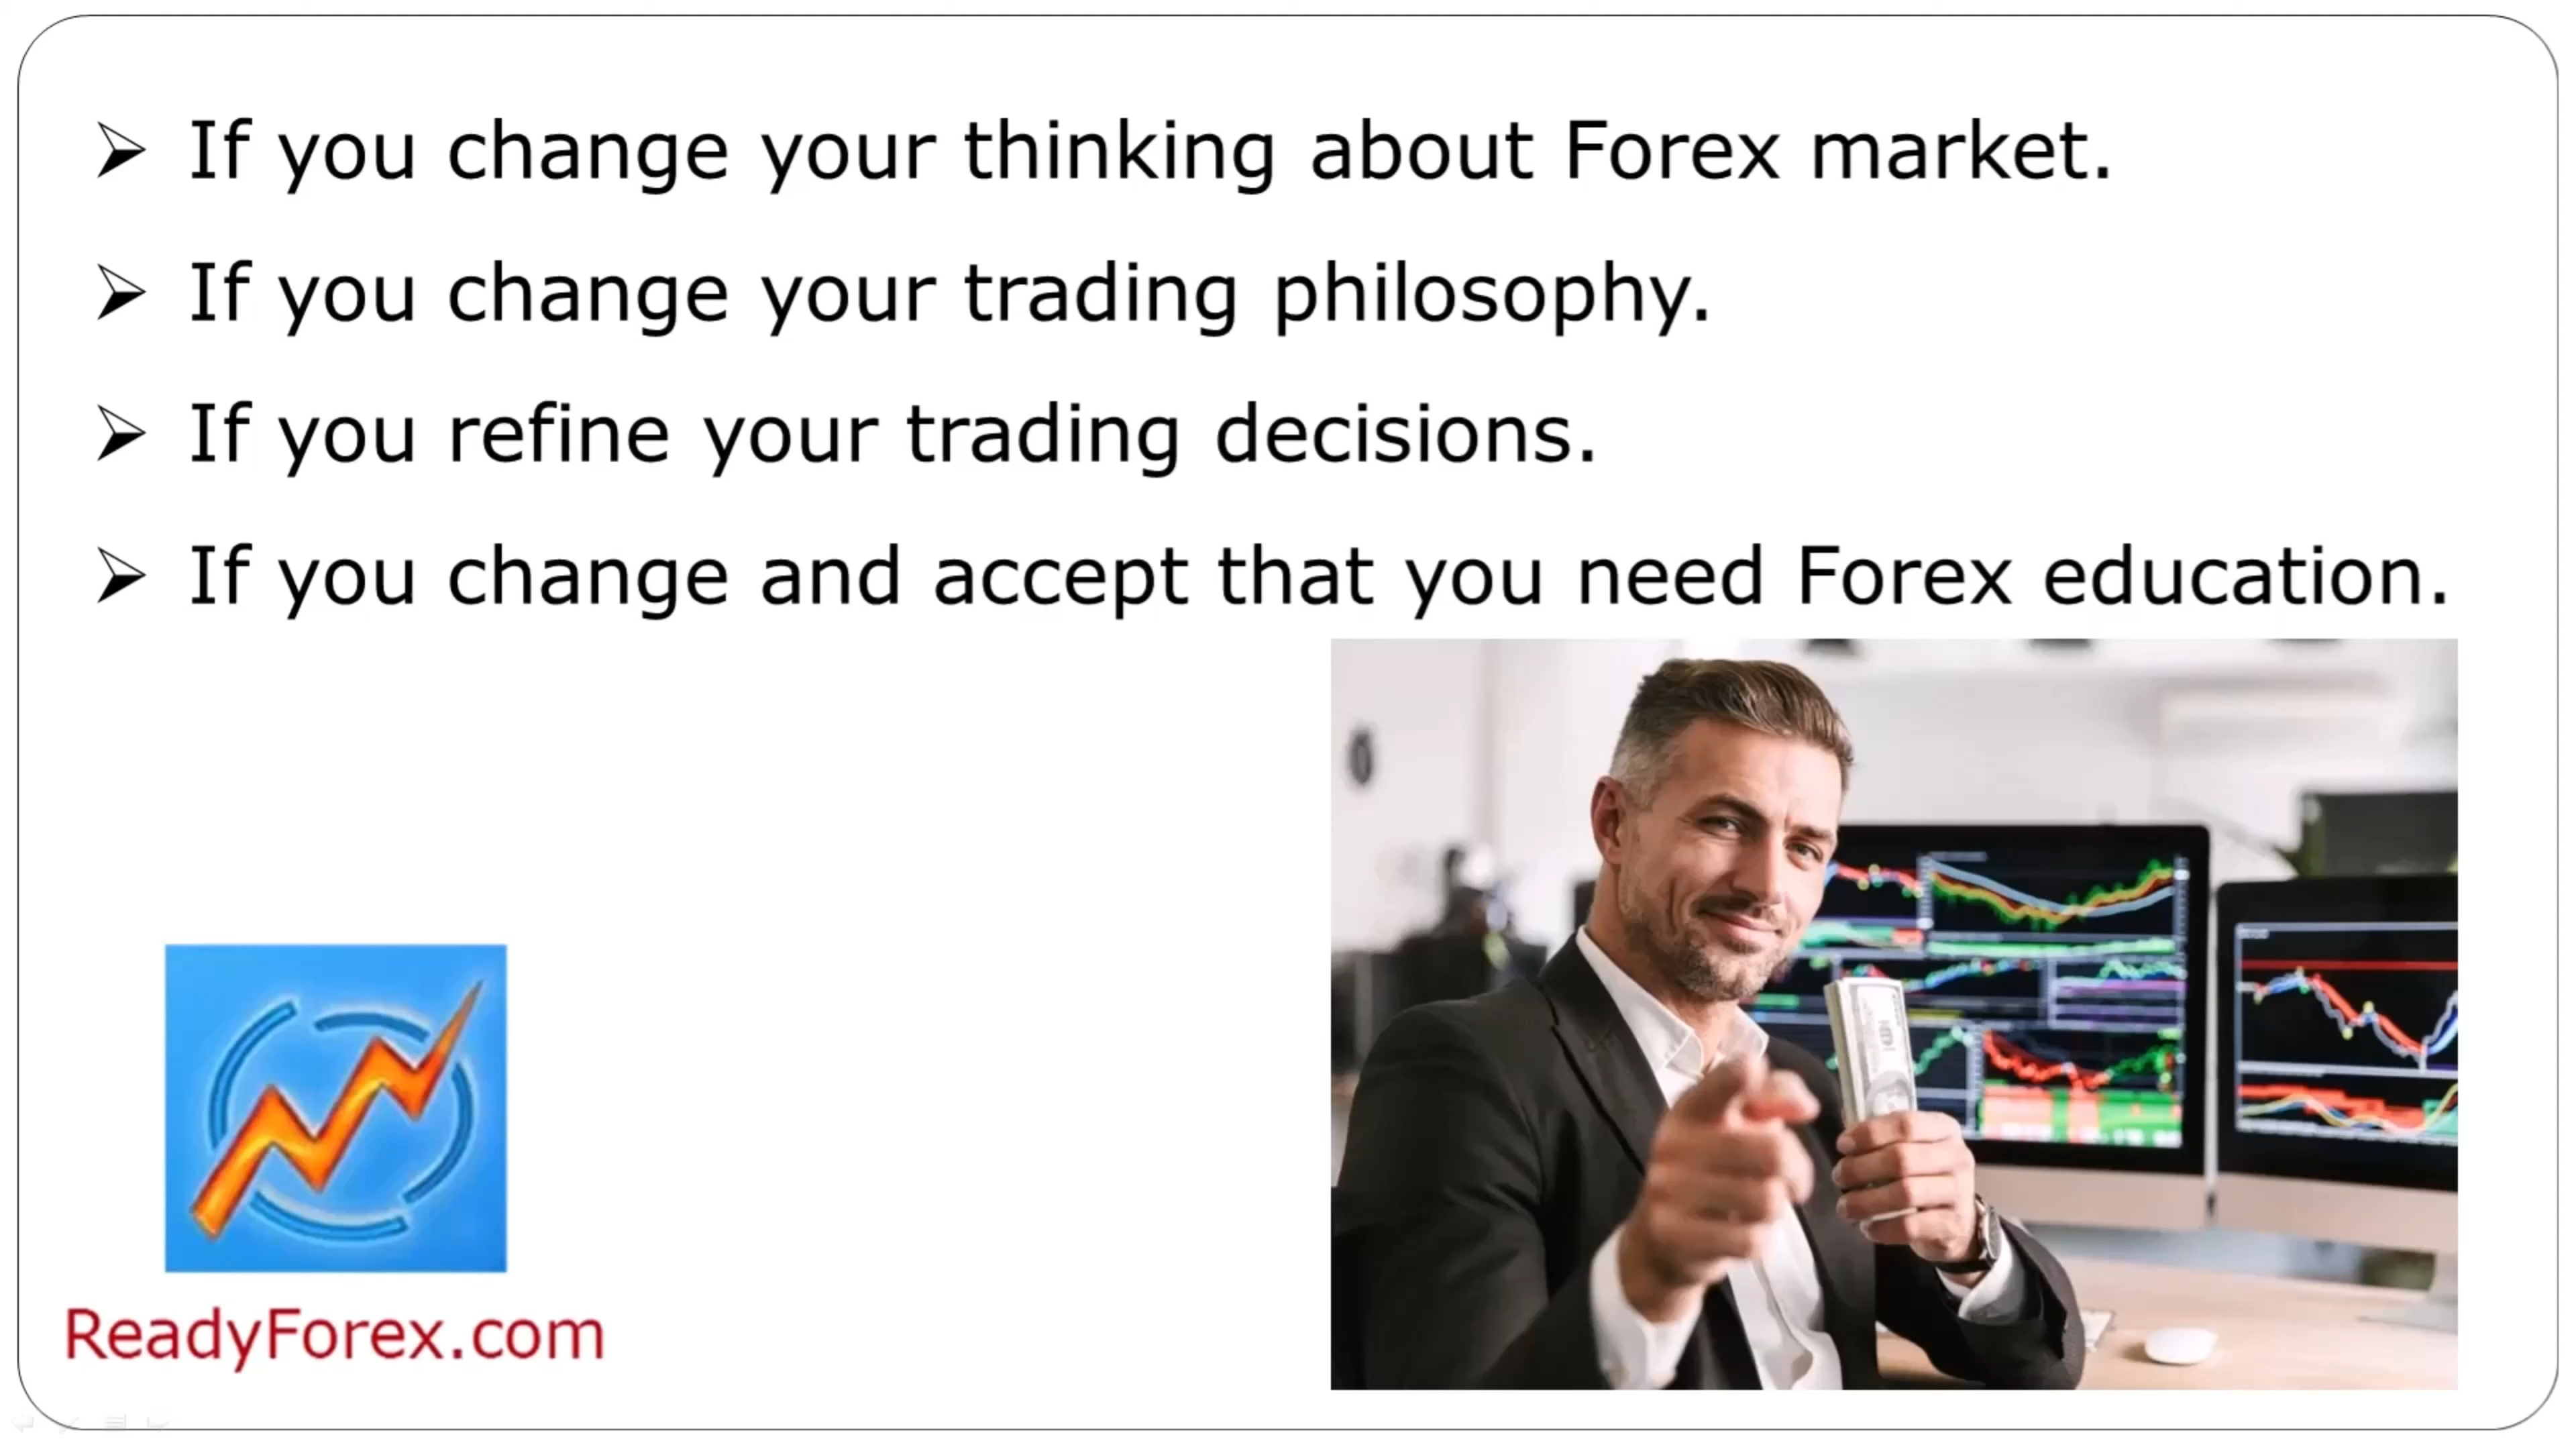 If you change your thinking about Forex market.
If you change your trading philosophy.
If you refine your trading decisions.
If you change and accept that you need Forex education.
ReadyForex.com